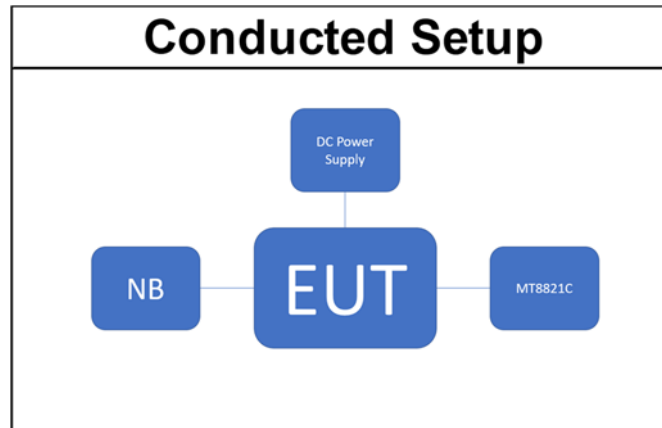 Conducted Setup
DC Power
Supply
NB
EUT
MT8821C